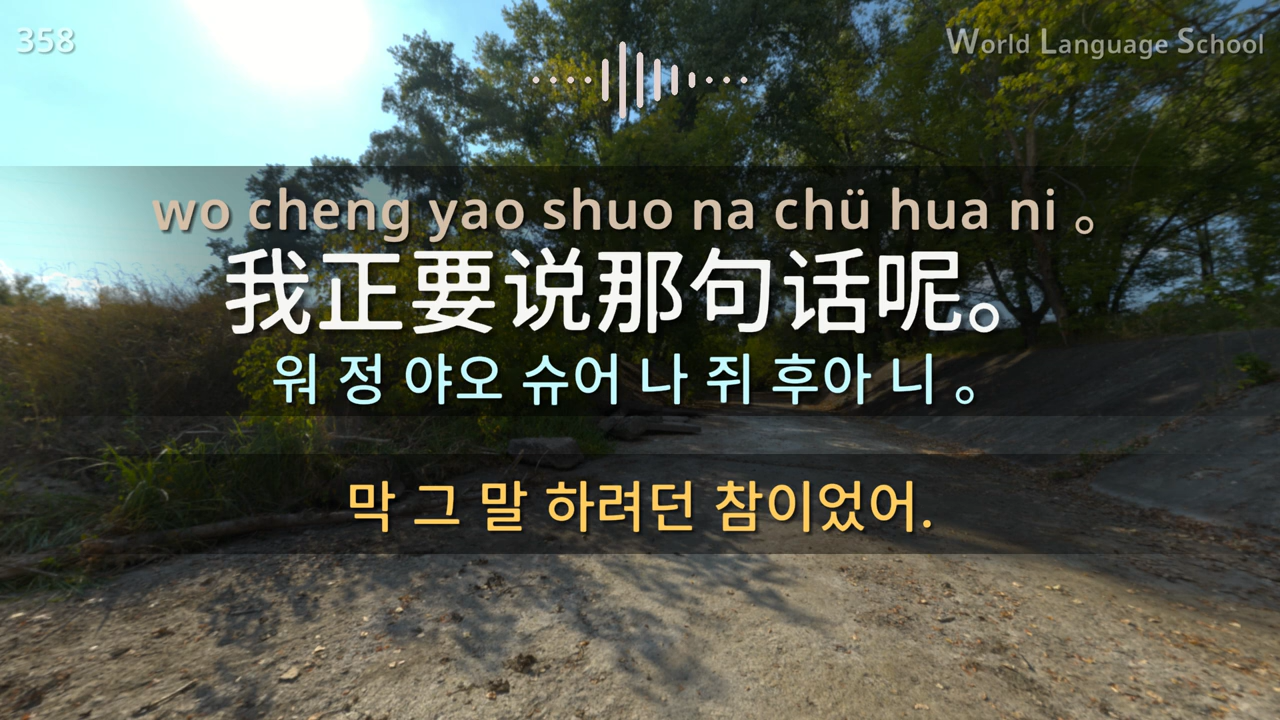 358
World Language School
wo cheng yao shuo na chü hua ni 。
我正要说那句话呢。
워 정 야오 슈어 나 쥐 후아 니 。
막 그 말 하려던 참이었어.